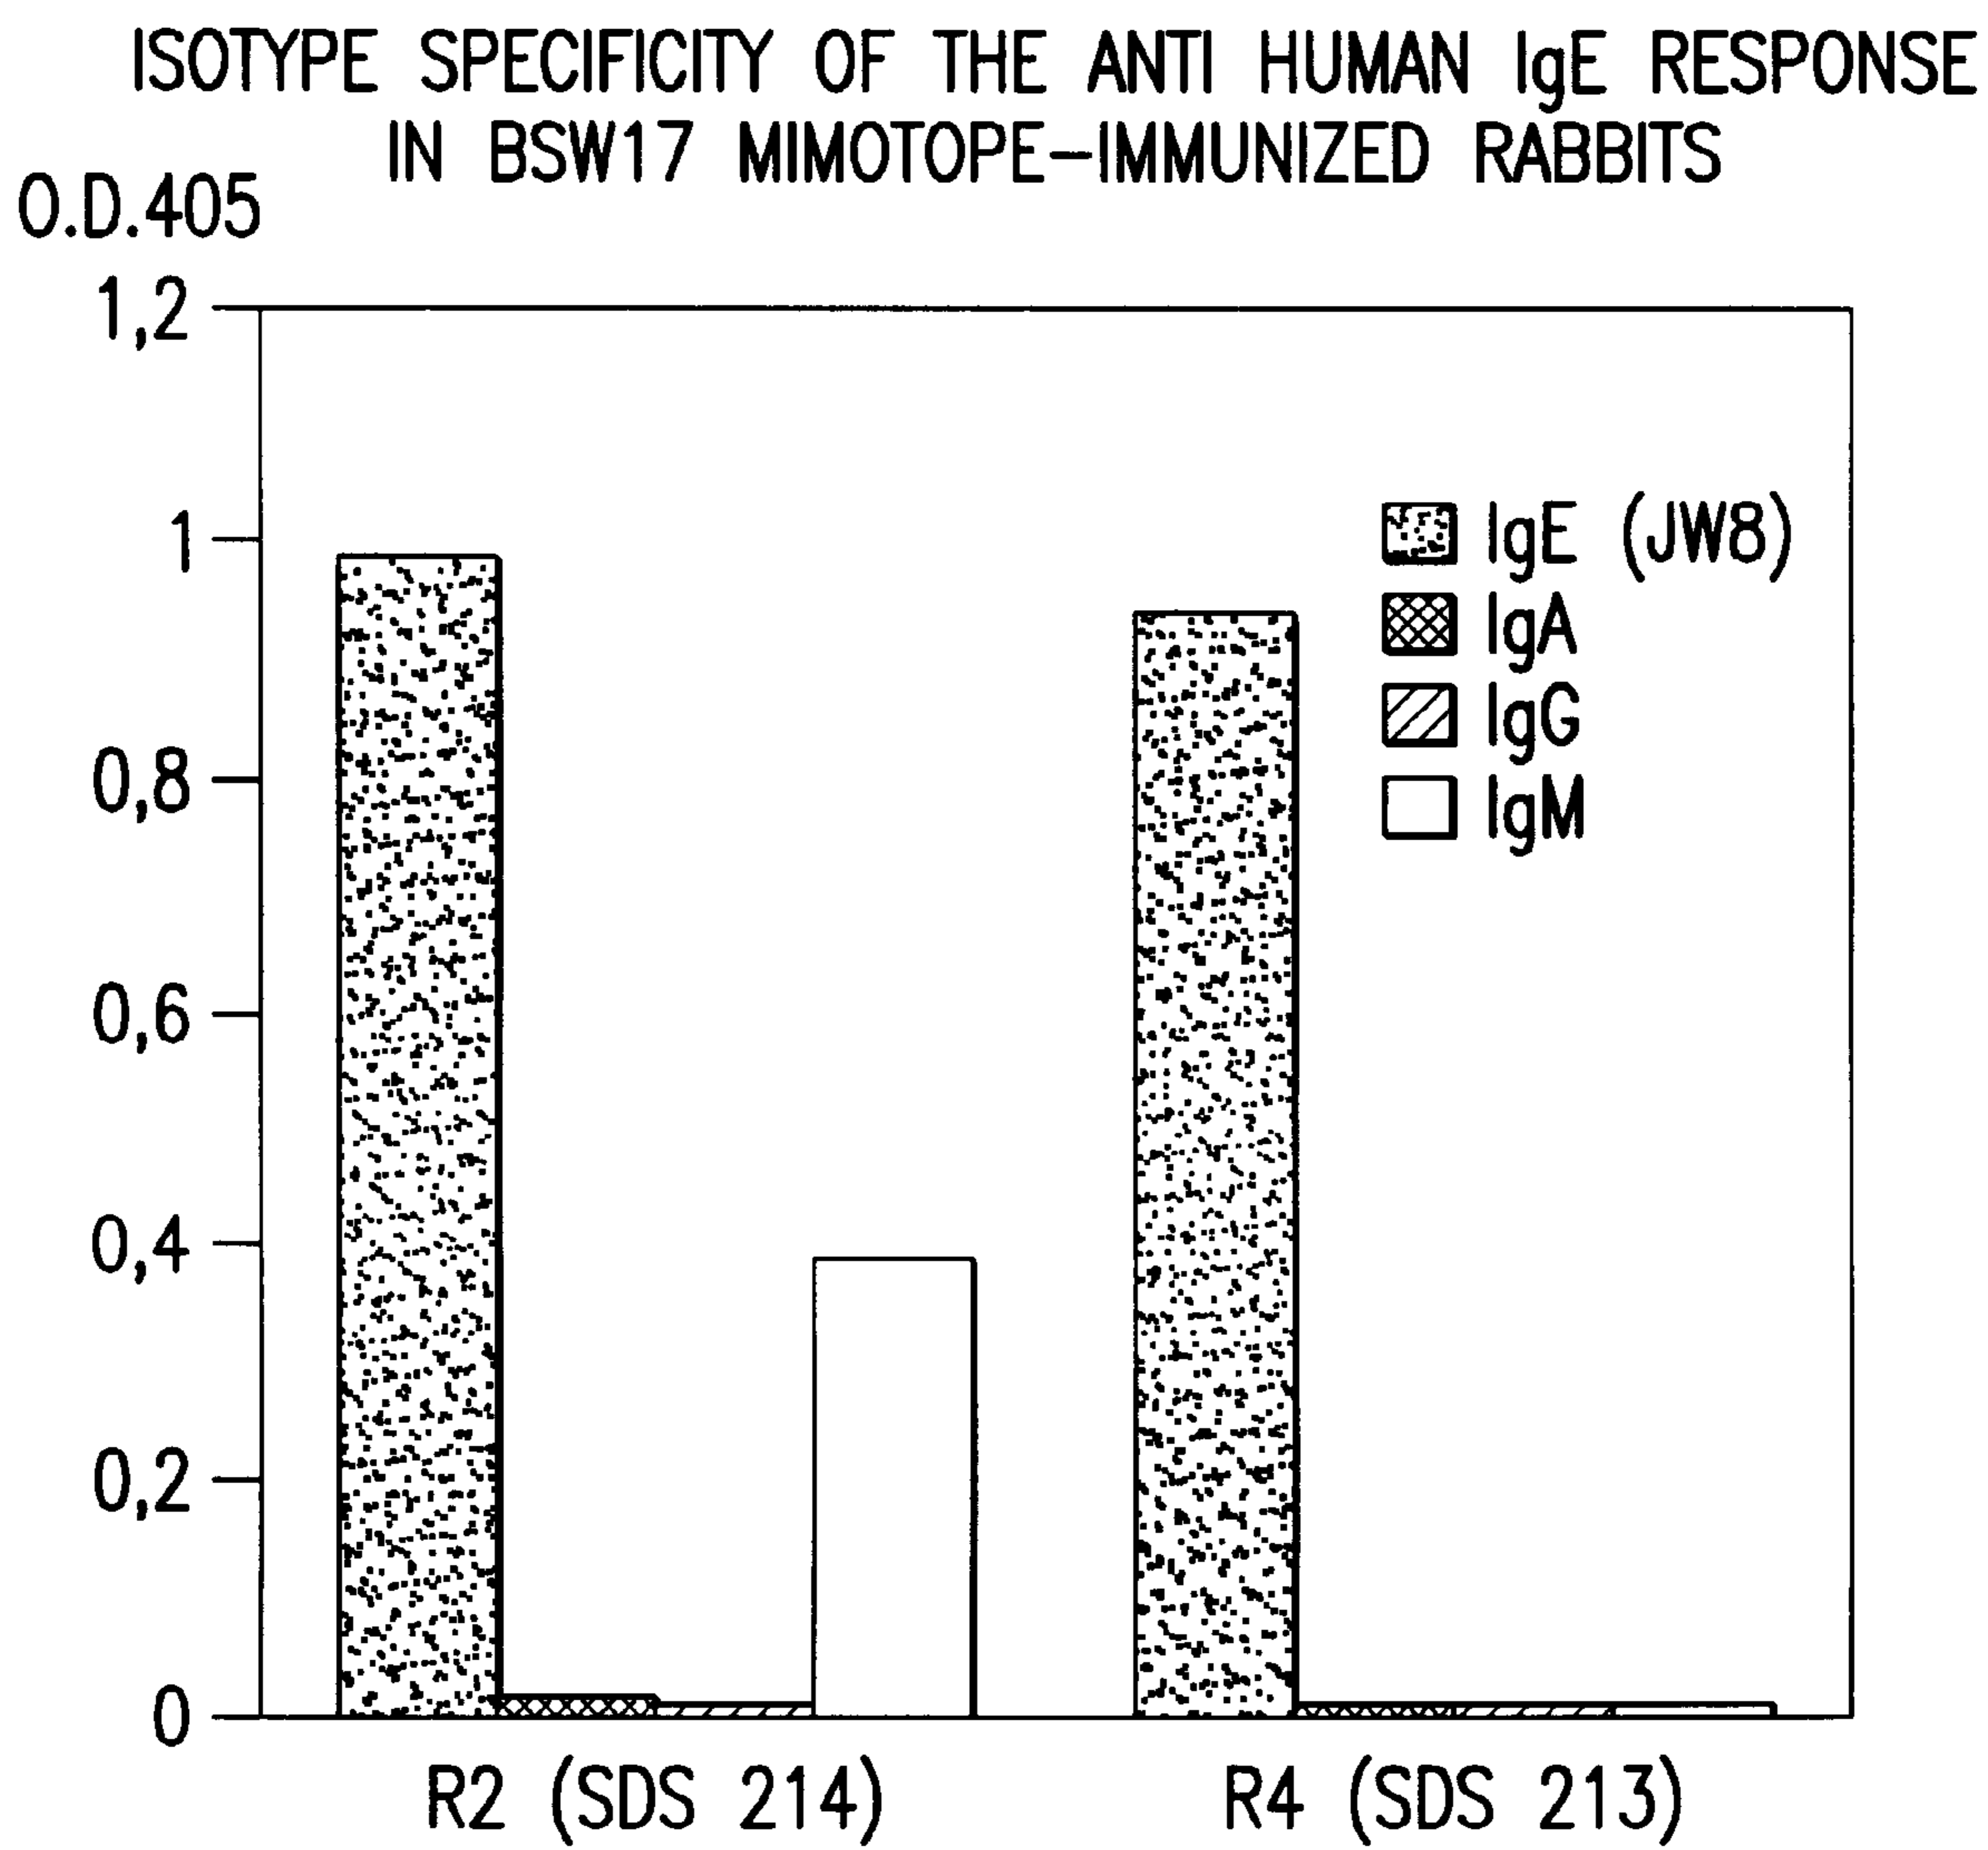 ISOTYPE SPECIFICITY OF THE ANTI HUMAN IgE RESPONSE
IN BSW17 MIMOTOPE-IMMUNIZED RABBITS
O.D.405
1,2
1
0,8
0,6
0,4
0,2
0
IgE (JW8)
IgA
IgG
IgM
R2 (SDS 214)
R4 (SDS 213)